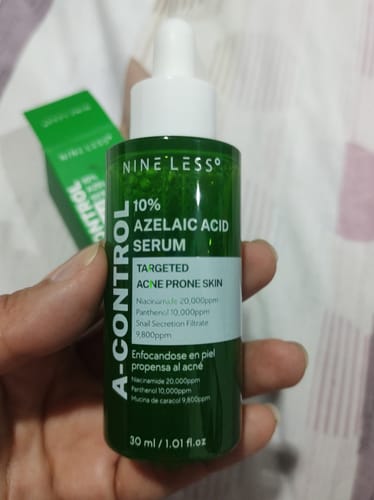 NINELESS°
A-CONTROL
10%
AZELAIC ACID
SERUM
TARGETED
ACNE PRONE SKIN
Niacinamide 20,000ppm
Panthenol 10,000ppm
Snail Secretion Filtrate
9,800ppm
Enfocandose en piel
propensa al acné
Niacinamide 20,000ppm
Panthenol 10,000ppm
Mucina de caracol 9,800ppm
30 ml / 1.01 fl.oz